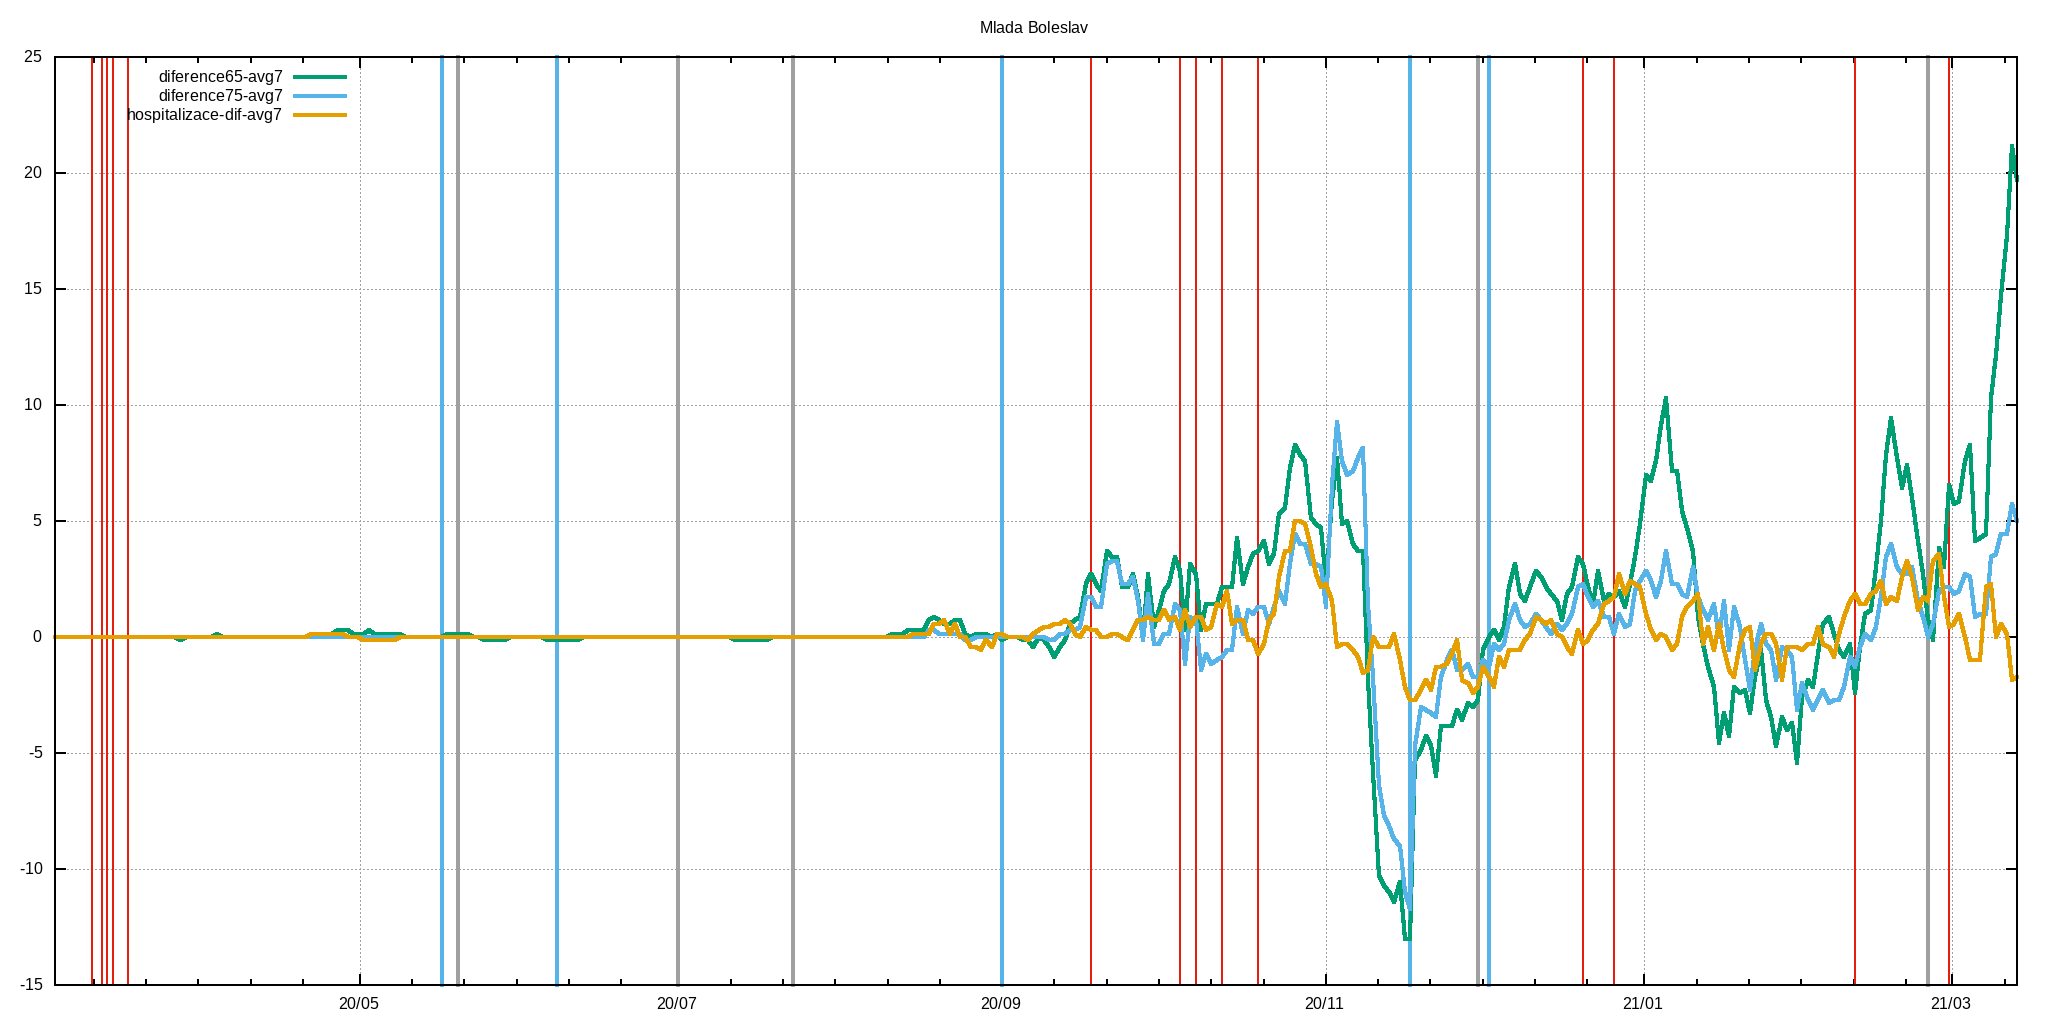 Mlada Boleslav
25
diference65-avg7
diference75-avg7
hospitalizace-dif-avg7
20
15
10
5
0
-5
-10
-15
20/05 20/07 20/09 20/11 21/01 21/03